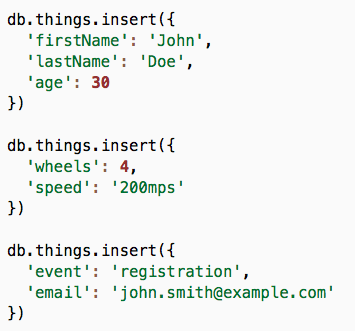 db.things.insert({
  'firstName': 'John',
  'lastName': 'Doe',
  'age': 30
})

db.things.insert({
  'wheels': 4,
  'speed': '200mps'
})

db.things.insert({
  'event': 'registration',
  'email': 'john.smith@example.com'
})